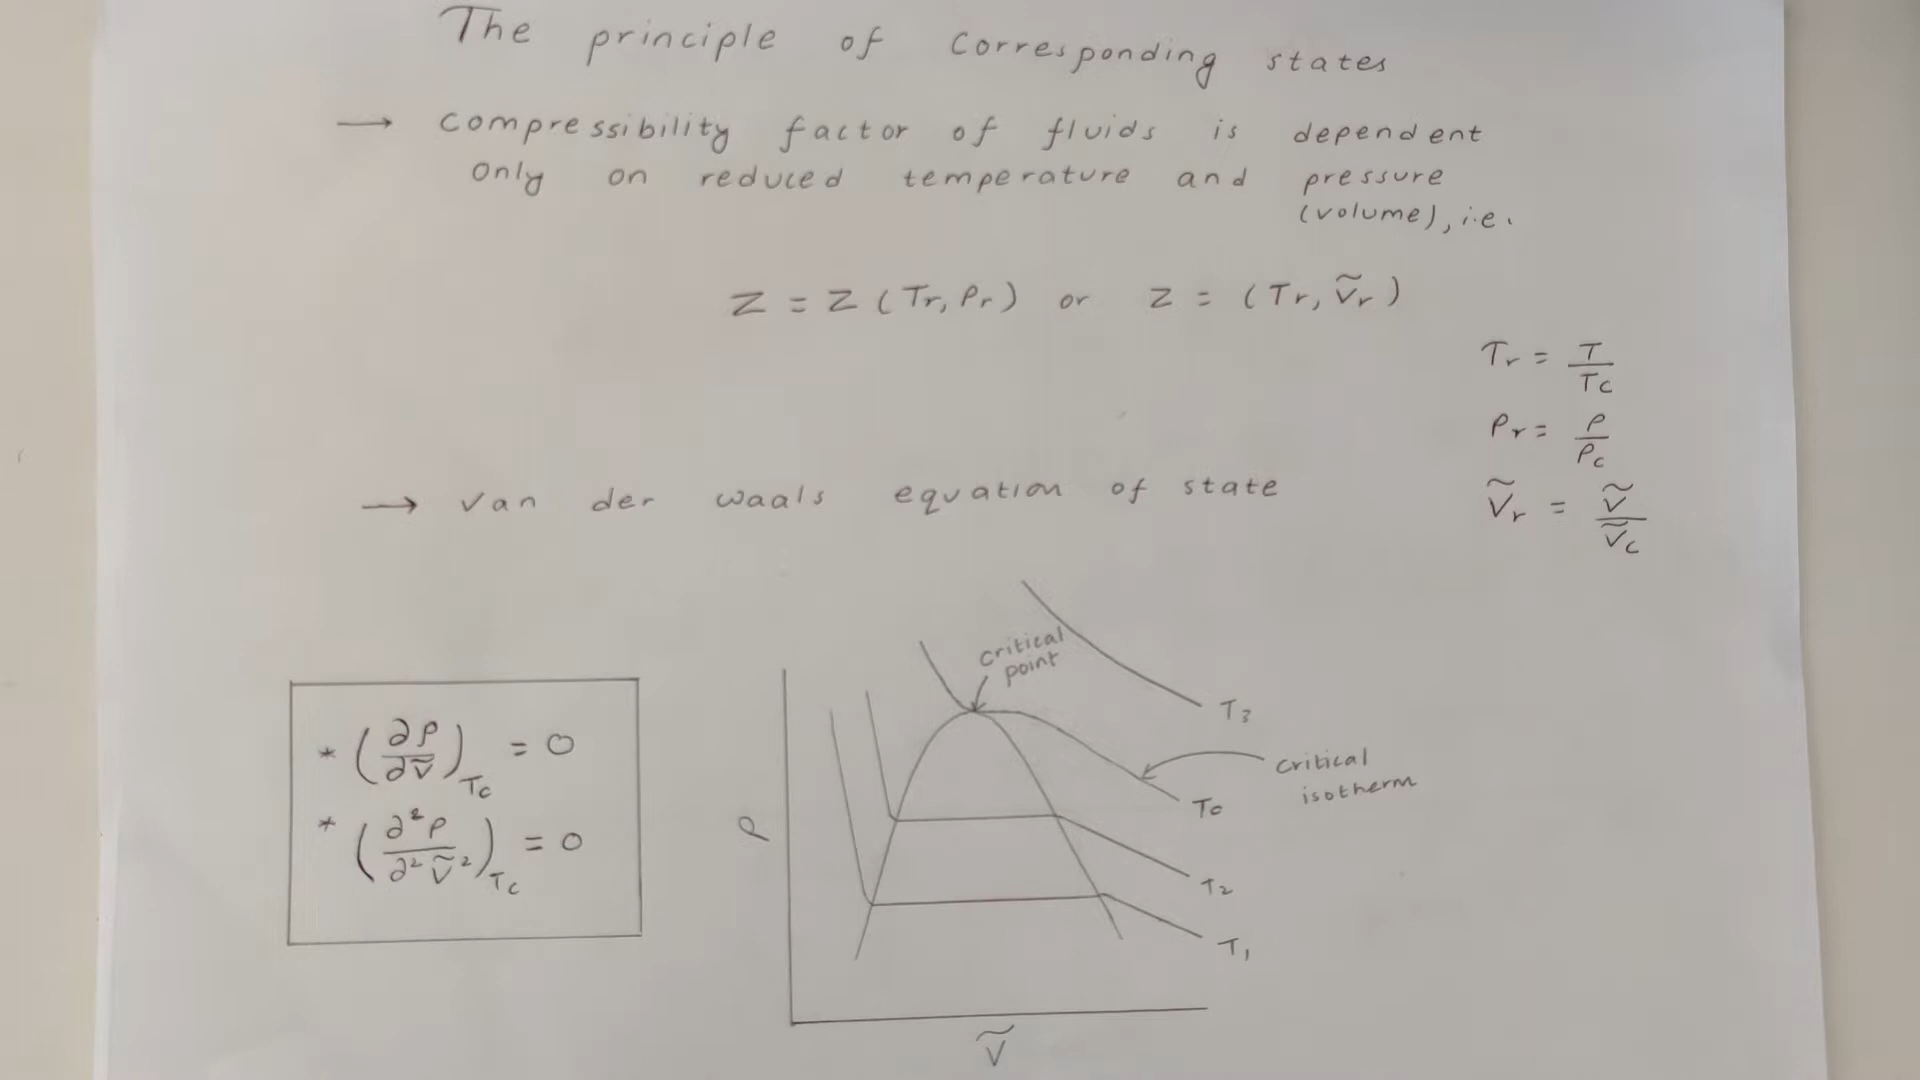 The principle of corresponding states
→ compressibility factor of fluids is dependent
only on reduced temperature and pressure
(volume), i.e.
Z = Z (Tr, Pr) or Z = (Tr, Ṽr)
Tr = T/Tc
Pr = P/Pc
Ṽr = Ṽ/Ṽc
→ van der waals equation of state
* (∂P/∂Ṽ)Tc = 0
* (∂²P/∂²Ṽ²)Tc = 0
critical
point
T3
critical
isotherm
Tc
T2
T1
P
Ṽ